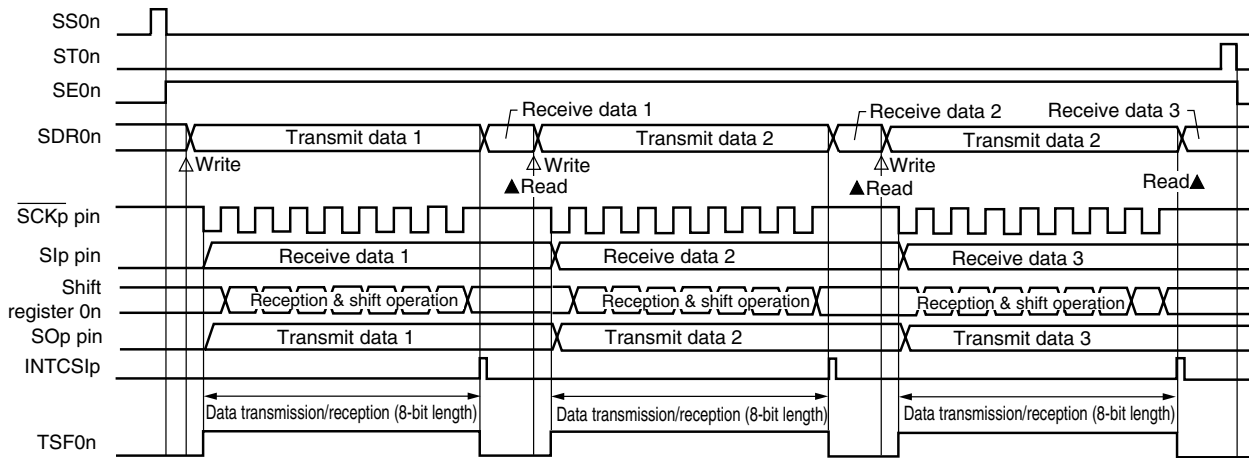 SS0n
ST0n
SE0n
Receive data 1
Receive data 2
Receive data 3
SDR0n
Transmit data 1
Transmit data 2
Transmit data 2
△Write
△Write
△Write
▲Read
▲Read
Read▲
SCKp pin
SIp pin
Receive data 1
Receive data 2
Receive data 3
Shift
register 0n
Reception & shift operation
Reception & shift operation
Reception & shift operation
SOp pin
Transmit data 1
Transmit data 2
Transmit data 3
INTCSIp
Data transmission/reception (8-bit length)
Data transmission/reception (8-bit length)
Data transmission/reception (8-bit length)
TSF0n